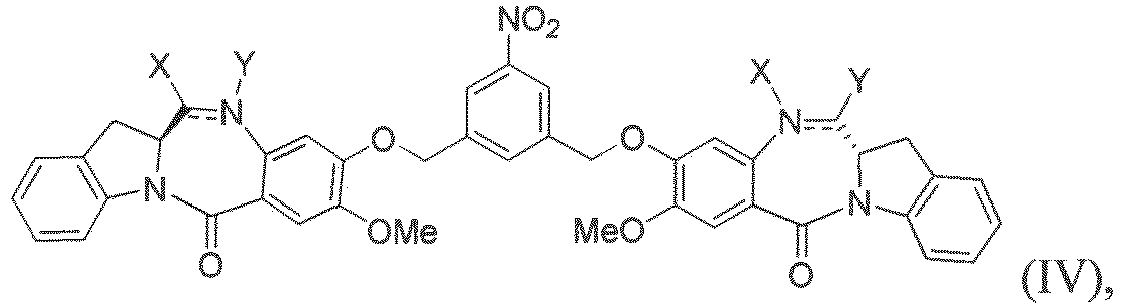 NO2
X Y X Y
N N
O O
N OMe MeO N
O O
(IV),